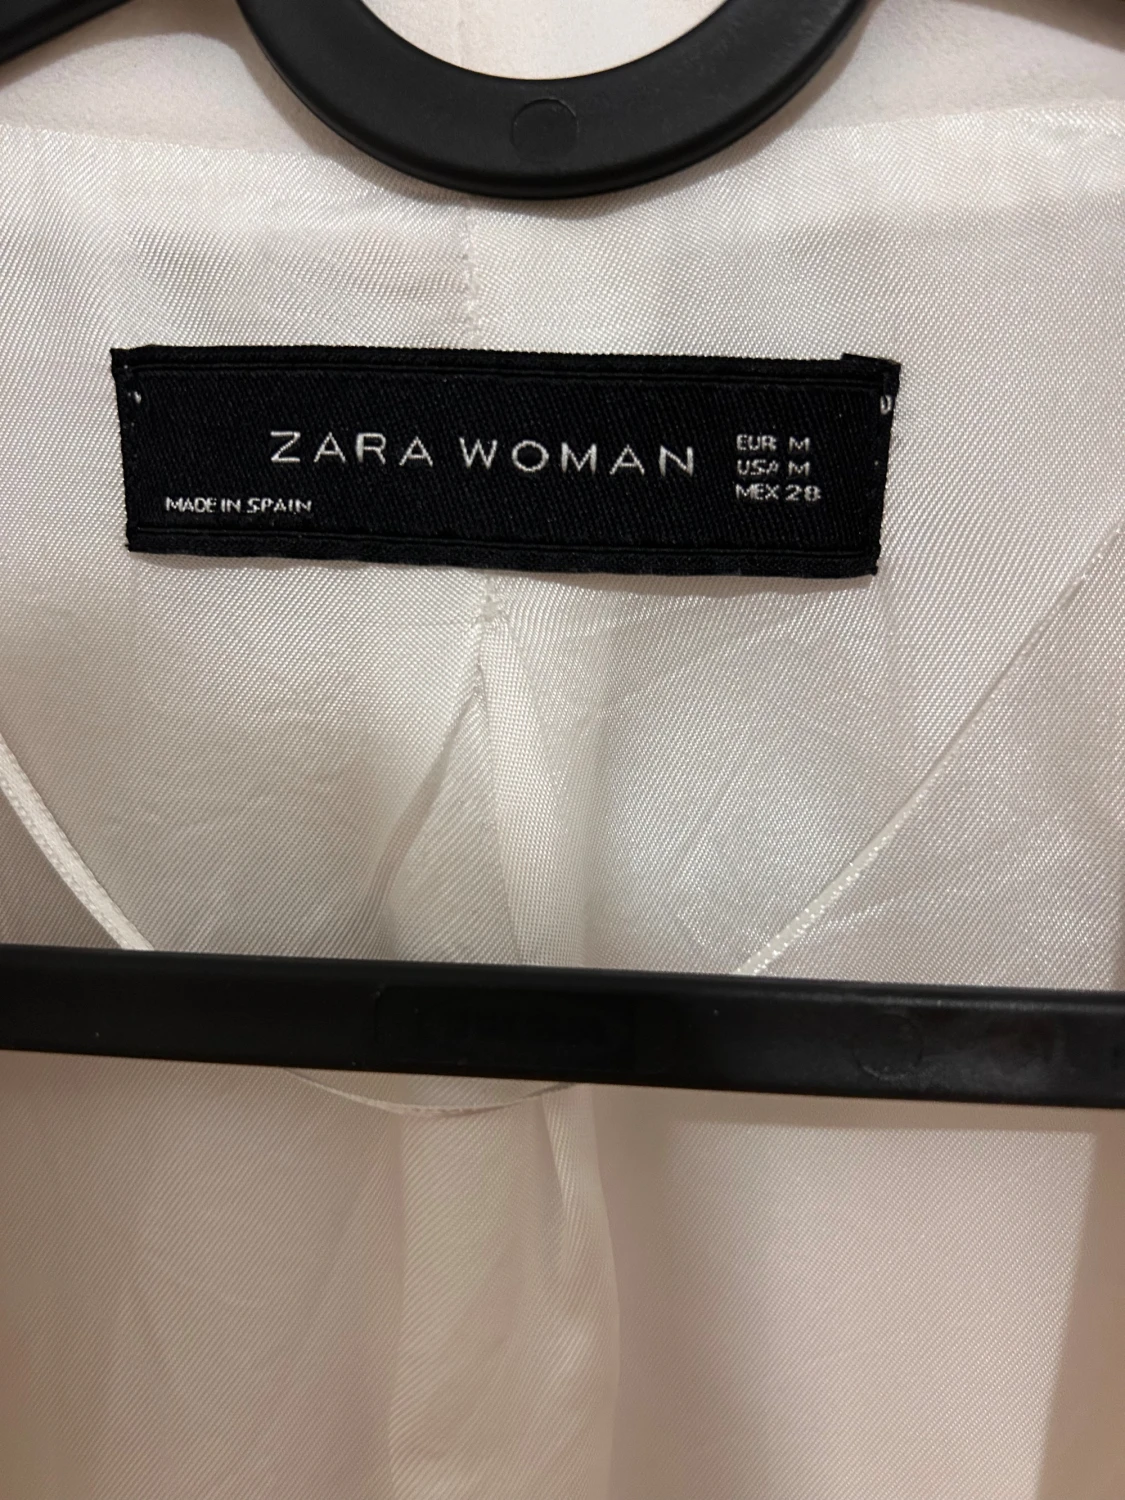 ZARA WOMAN
EUR M
USA M
MEX 28
MADE IN SPAIN